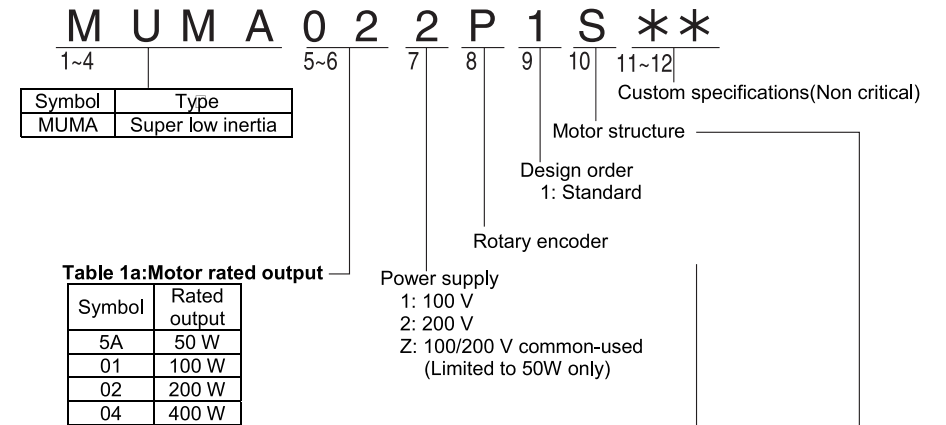 M U M A 0 2 2 P 1 S ＊＊
1~4 5~6 7 8 9 10 11~12
Symbol Type
MUMA Super low inertia
Custom specifications(Non critical)
Motor structure
Design order
1: Standard
Rotary encoder
Power supply
1: 100 V
2: 200 V
Z: 100/200 V common-used
(Limited to 50W only)
Table 1a:Motor rated output
Symbol Rated
output
5A 50 W
01 100 W
02 200 W
04 400 W